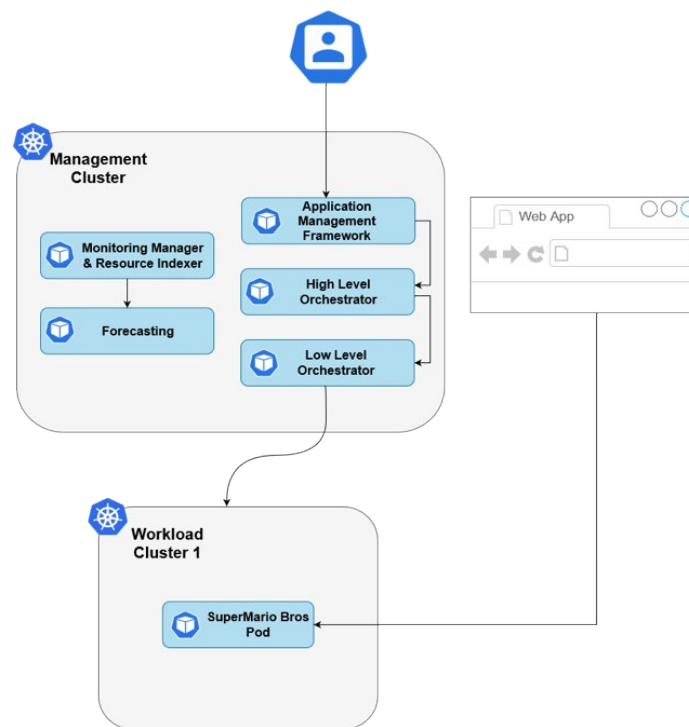 Management
Cluster
Application
Management
Framework
Web App
Monitoring Manager
& Resource Indexer
High Level
Orchestrator
Forecasting
Low Level
Orchestrator
Workload
Cluster 1
SuperMario Bros
Pod